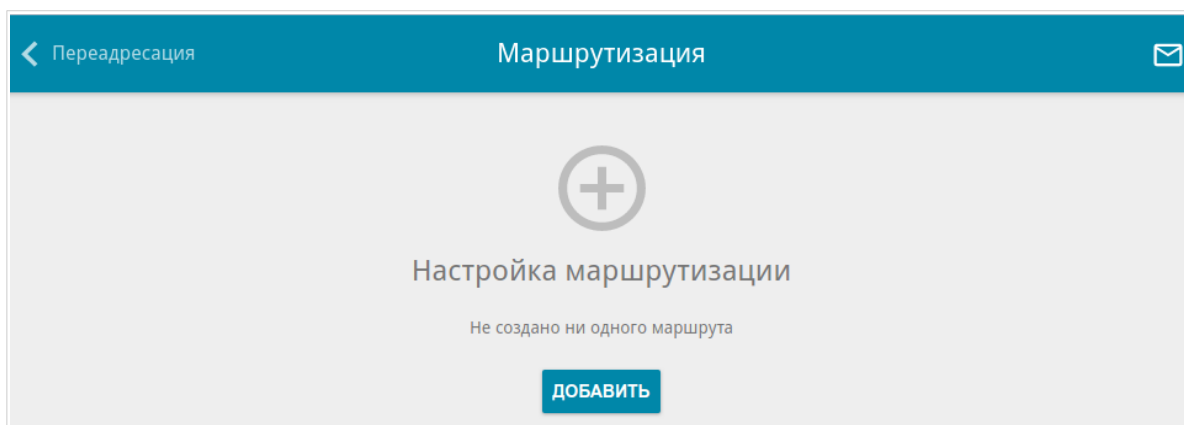 Переадресация
Маршрутизация
Настройка маршрутизации
Не создано ни одного маршрута
ДОБАВИТЬ